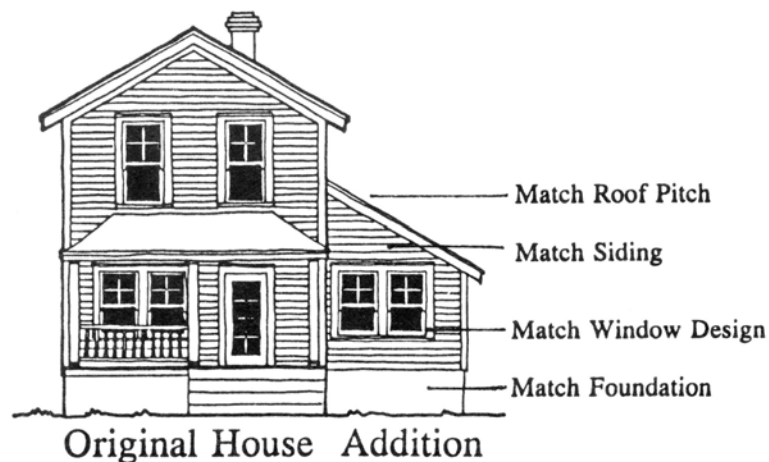 Match Roof Pitch
Match Siding
Match Window Design
Match Foundation
Original House Addition